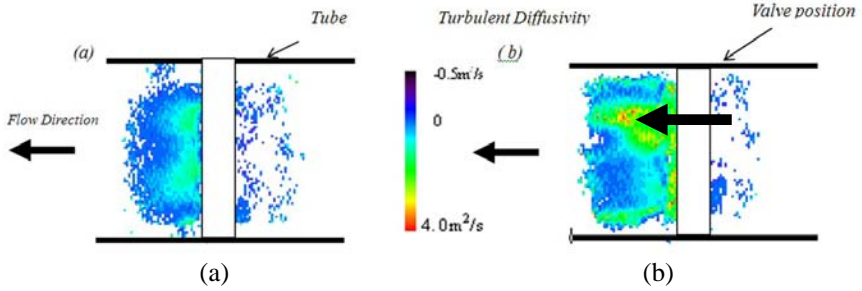 Tube
Turbulent Diffusivity
Valve position
(a)
(b)
-0.5m²/s
Flow Direction
0
4.0m²/s
(a)
(b)